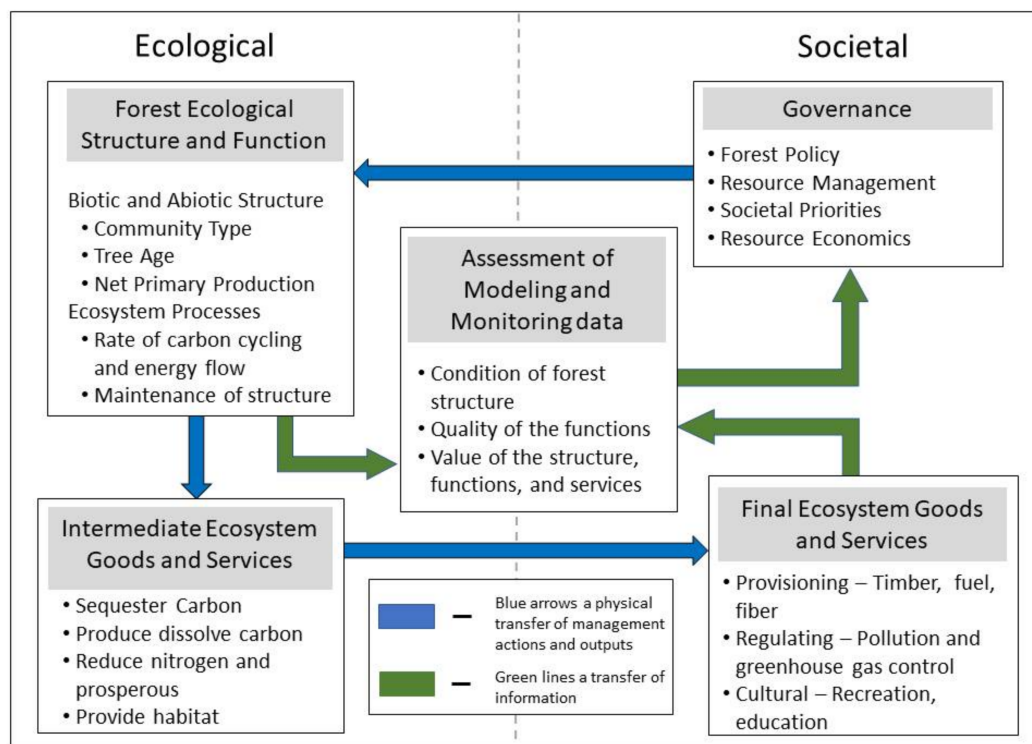 Ecological
Societal
Forest Ecological
Structure and Function
Biotic and Abiotic Structure
• Community Type
• Tree Age
• Net Primary Production
Ecosystem Processes
• Rate of carbon cycling
and energy flow
• Maintenance of structure
Governance
• Forest Policy
• Resource Management
• Societal Priorities
• Resource Economics
Assessment of
Modeling and
Monitoring data
• Condition of forest
structure
• Quality of the functions
• Value of the structure,
functions, and services
Intermediate Ecosystem
Goods and Services
• Sequester Carbon
• Produce dissolve carbon
• Reduce nitrogen and
prosperous
• Provide habitat
Final Ecosystem Goods
and Services
• Provisioning – Timber, fuel,
fiber
• Regulating – Pollution and
greenhouse gas control
• Cultural – Recreation,
education
– Blue arrows a physical
transfer of management
actions and outputs
– Green lines a transfer of
information